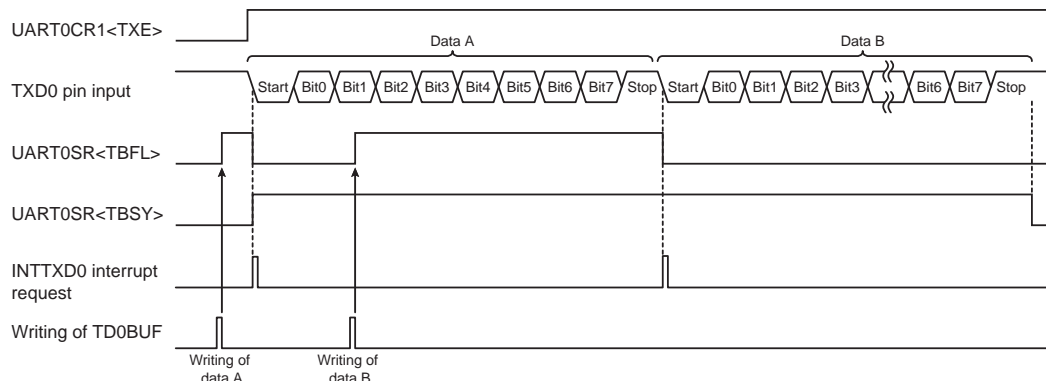 UART0CR1<TXE>
Data A
Data B
TXD0 pin input
Start Bit0 Bit1 Bit2 Bit3 Bit4 Bit5 Bit6 Bit7 Stop Start Bit0 Bit1 Bit2 Bit3 Bit6 Bit7 Stop
UART0SR<TBFL>
UART0SR<TBSY>
INTTXD0 interrupt
request
Writing of TD0BUF
Writing of
data A
Writing of
data B